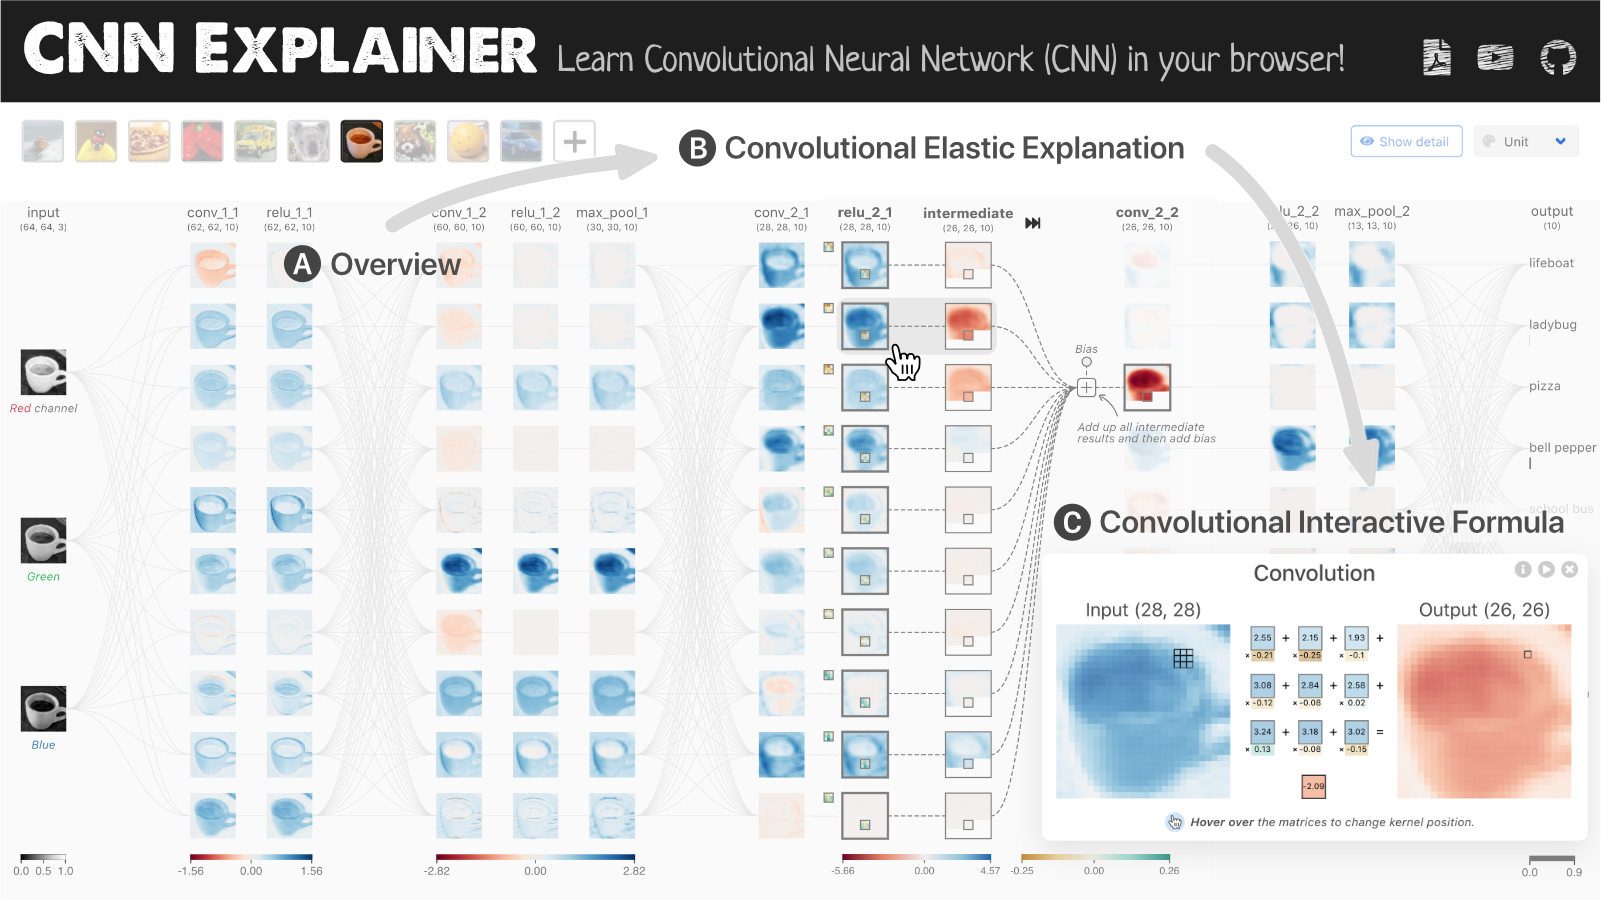 CNN EXPLAINER Learn Convolutional Neural Network (CNN) in your browser!
B Convolutional Elastic Explanation
Show detail
Unit
input conv_1_1 relu_1_1 conv_1_2 relu_1_2 max_pool_1 conv_2_1 relu_2_1 intermediate conv_2_2 lu_2_2 max_pool_2 output
(64, 64, 3) (62, 62, 10) (62, 62, 10) (60, 60, 10) (60, 60, 10) (30, 30, 10) (28, 28, 10) (28, 28, 10) (26, 26, 10) (26, 26, 10) 26, 10) (13, 13, 10) (10)
A Overview
lifeboat
ladybug
Bias
pizza
Red channel
Add up all intermediate
results and then add bias
bell pepper
school bus
C Convolutional Interactive Formula
Green
Convolution
Input (28, 28) Output (26, 26)
2.55 + 2.15 + 1.93 +
× -0.21 × -0.25 × -0.1
3.08 + 2.84 + 2.58 +
× -0.12 × -0.08 × 0.02
3.24 + 3.18 + 3.02 =
× 0.13 × -0.08 × -0.15
-2.09
Blue
Hover over the matrices to change kernel position.
0.0 0.5 1.0 -1.56 0.00 1.56 -2.82 0.00 2.82 -5.66 0.00 4.57 -0.25 0.00 0.26 0.0 0.9